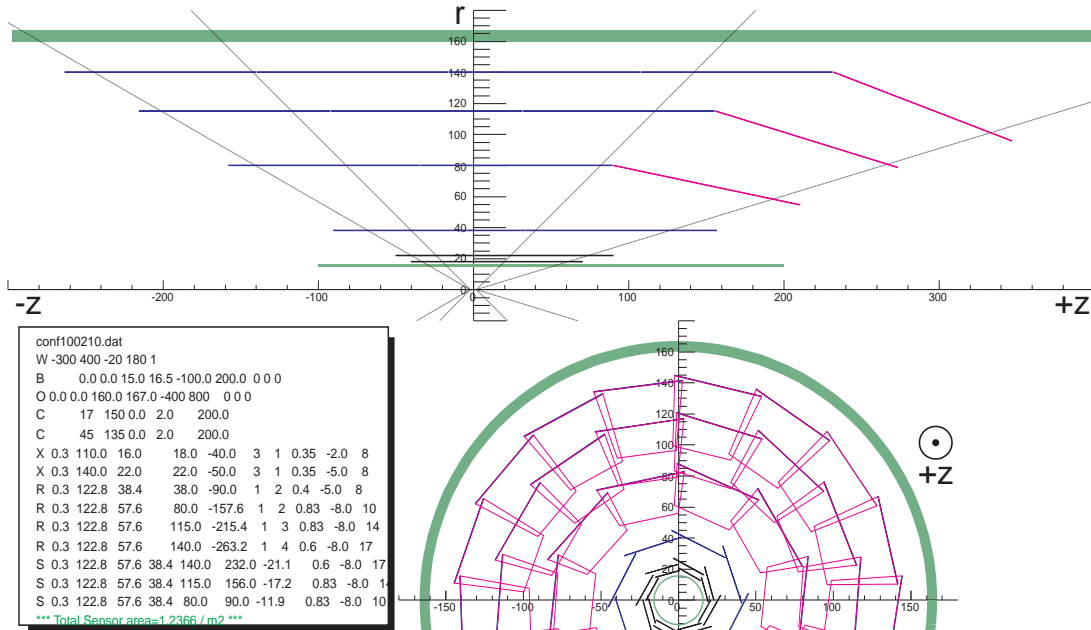 r
160
140
120
100
80
60
40
20
0
-200
-100
0
100
200
300
-z
+z
conf100210.dat
W -300 400 -20 180 1
B 0.0 0.0 15.0 16.5 -100.0 200.0 0 0 0
O 0.0 0.0 160.0 167.0 -400 800 0 0 0
C 17 150 0.0 2.0 200.0
C 45 135 0.0 2.0 200.0
X 0.3 110.0 16.0 18.0 -40.0 3 1 0.35 -2.0 8
X 0.3 140.0 22.0 22.0 -50.0 3 1 0.35 -5.0 8
R 0.3 122.8 38.4 38.0 -90.0 1 2 0.4 -5.0 8
R 0.3 122.8 57.6 80.0 -157.6 1 2 0.83 -8.0 10
R 0.3 122.8 57.6 115.0 -215.4 1 3 0.83 -8.0 14
R 0.3 122.8 57.6 140.0 -263.2 1 4 0.6 -8.0 17
S 0.3 122.8 57.6 38.4 140.0 232.0 -21.1 0.6 -8.0 17
S 0.3 122.8 57.6 38.4 115.0 156.0 -17.2 0.83 -8.0
S 0.3 122.8 57.6 38.4 80.0 90.0 -11.9 0.83 -8.0 10
*** Total Sensor area=1.2366 / m2 ***
160
140
120
100
80
60
40
20
0
-150
-100
-50
0
50
100
150
+z